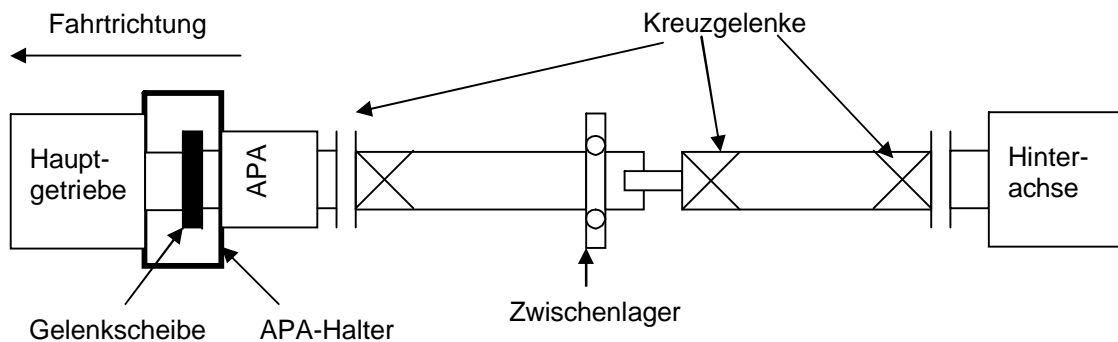 Fahrtrichtung
Kreuzgelenke
Haupt-
getriebe
APA
Hinter-
achse
Zwischenlager
Gelenkscheibe
APA-Halter